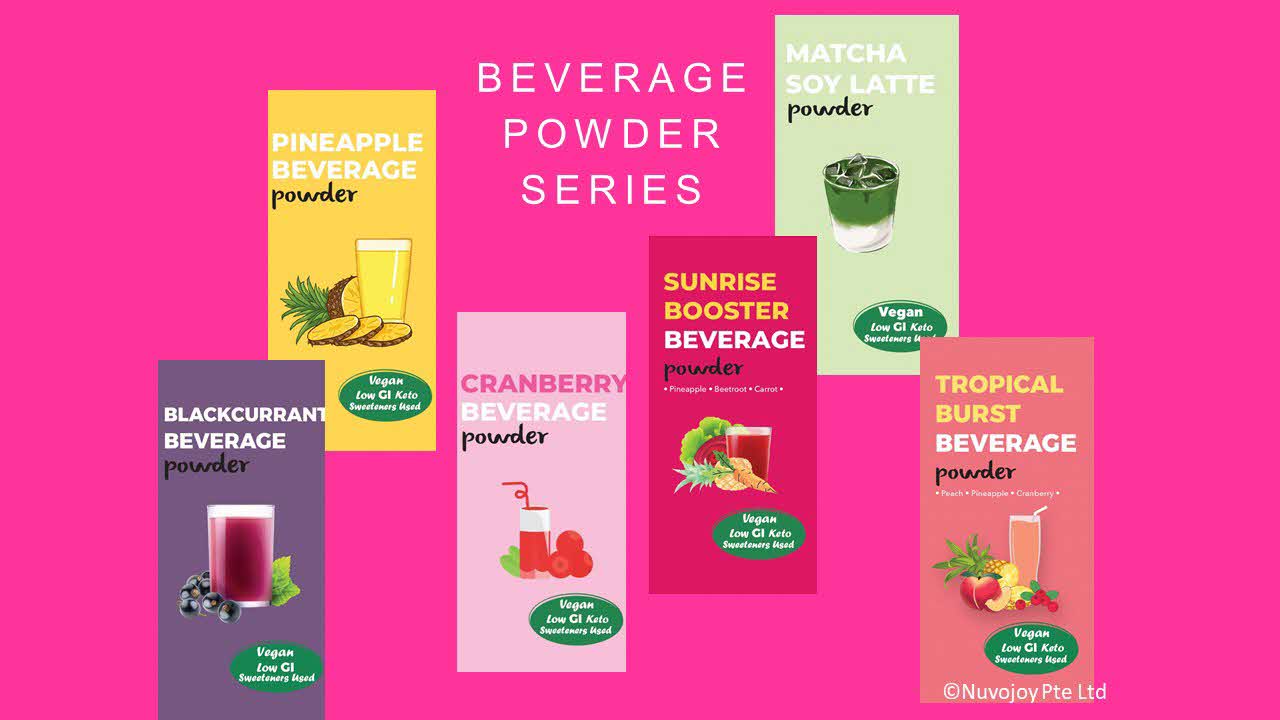 BEVERAGE
POWDER
SERIES
PINEAPPLE
BEVERAGE
powder
Vegan
Low GI Keto
Sweeteners Used
MATCHA
SOY LATTE
powder
Vegan
Low GI Keto
Sweeteners
BLACKCURRANT
BEVERAGE
powder
Vegan
Low GI
Sweeteners Used
CRANBERRY
BEVERAGE
powder
Vegan
Low GI Keto
Sweeteners Used
SUNRISE
BOOSTER
BEVERAGE
powder
• Pineapple • Beetroot • Carrot •
Vegan
Low GI Keto
Sweeteners Used
TROPICAL
BURST
BEVERAGE
powder
• Peach • Pineapple • Cranberry •
Vegan
Low GI Keto
Sweeteners Used
©Nuvojoy Pte Ltd